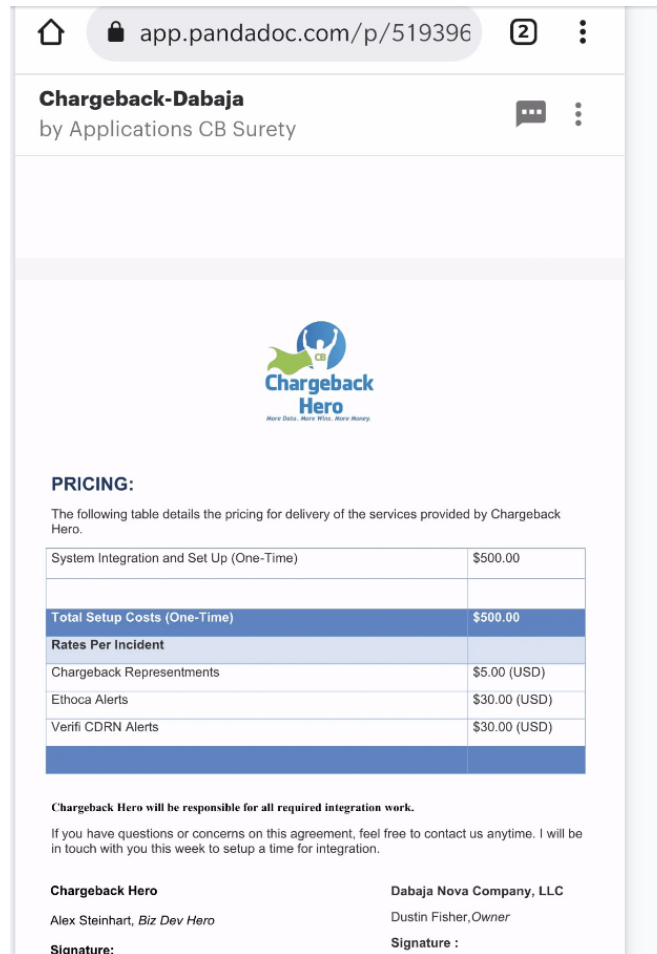 app.pandadoc.com/p/519396
2
Chargeback-Dabaja
by Applications CB Surety
CB
Chargeback
Hero
More Data. More Wins. More Money.
PRICING:
The following table details the pricing for delivery of the services provided by Chargeback
Hero.
System Integration and Set Up (One-Time) $500.00
Total Setup Costs (One-Time) $500.00
Rates Per Incident
Chargeback Representments $5.00 (USD)
Ethoca Alerts $30.00 (USD)
Verifi CDRN Alerts $30.00 (USD)
Chargeback Hero will be responsible for all required integration work.
If you have questions or concerns on this agreement, feel free to contact us anytime. I will be
in touch with you this week to setup a time for integration.
Chargeback Hero Dabaja Nova Company, LLC
Alex Steinhart, Biz Dev Hero Dustin Fisher,Owner
Signature: Signature :